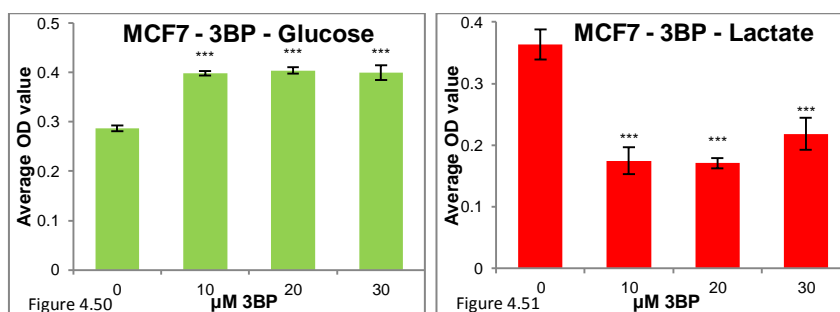 MCF7 - 3BP - Glucose
Average OD value
0.5
0.4
0.3
0.2
0.1
0
*** *** ***
0 10 20 30
Figure 4.50 µM 3BP
MCF7 - 3BP - Lactate
Average OD value
0.4
0.3
0.2
0.1
0
*** *** ***
0 10 20 30
Figure 4.51 µM 3BP